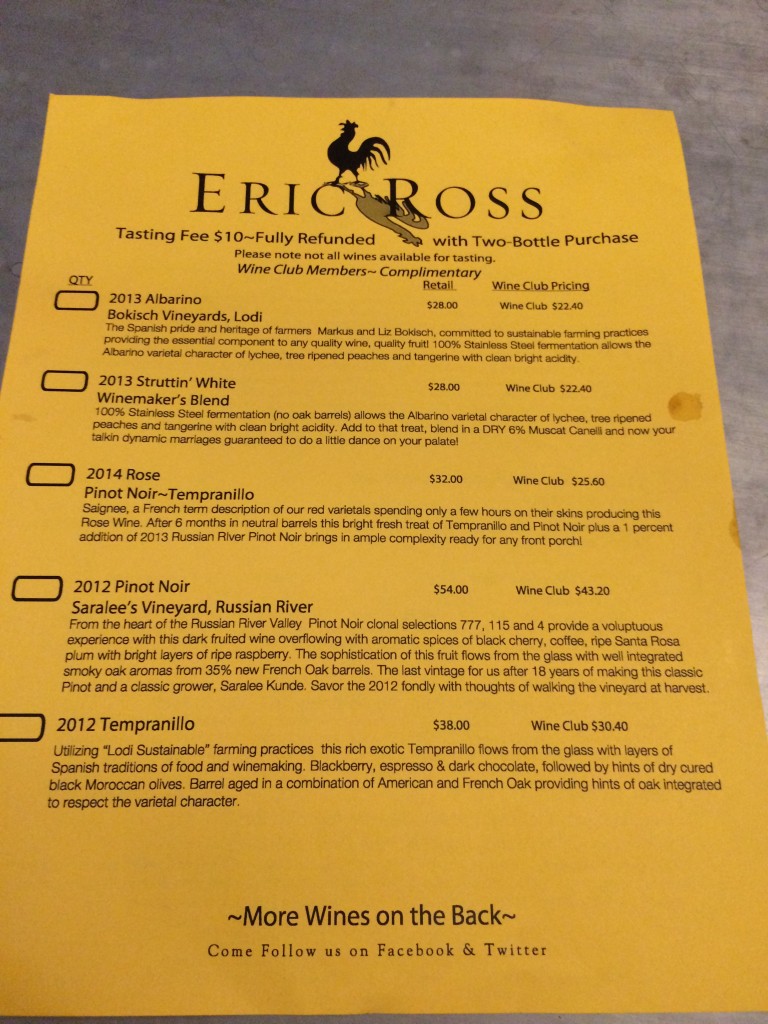 ERIC ROSS
Tasting Fee $10~Fully Refunded with Two-Bottle Purchase
Please note not all wines available for tasting.
Wine Club Members~ Complimentary
QTY Retail Wine Club Pricing
2013 Albarino $28.00 Wine Club $22.40
Bokisch Vineyards, Lodi
The Spanish pride and heritage of farmers Markus and Liz Bokisch, committed to sustainable farming practices
providing the essential component to any quality wine, quality fruit! 100% Stainless Steel fermentation allows the
Albarino varietal character of lychee, tree ripened peaches and tangerine with clean bright acidity.
2013 Struttin' White $28.00 Wine Club $22.40
Winemaker's Blend
100% Stainless Steel fermentation (no oak barrels) allows the Albarino varietal character of lychee, tree ripened
peaches and tangerine with clean bright acidity. Add to that treat, blend in a DRY 6% Muscat Canelli and now your
talkin dynamic marriages guaranteed to do a little dance on your palate!
2014 Rose $32.00 Wine Club $25.60
Pinot Noir~Tempranillo
Saignee, a French term description of our red varietals spending only a few hours on their skins producing this
Rose Wine. After 6 months in neutral barrels this bright fresh treat of Tempranillo and Pinot Noir plus a 1 percent
addition of 2013 Russian River Pinot Noir brings in ample complexity ready for any front porch!
2012 Pinot Noir $54.00 Wine Club $43.20
Saralee's Vineyard, Russian River
From the heart of the Russian River Valley Pinot Noir clonal selections 777, 115 and 4 provide a voluptuous
experience with this dark fruited wine overflowing with aromatic spices of black cherry, coffee, ripe Santa Rosa
plum with bright layers of ripe raspberry. The sophistication of this fruit flows from the glass with well integrated
smoky oak aromas from 35% new French Oak barrels. The last vintage for us after 18 years of making this classic
Pinot and a classic grower, Saralee Kunde. Savor the 2012 fondly with thoughts of walking the vineyard at harvest.
2012 Tempranillo $38.00 Wine Club $30.40
Utilizing "Lodi Sustainable" farming practices this rich exotic Tempranillo flows from the glass with layers of
Spanish traditions of food and winemaking. Blackberry, espresso & dark chocolate, followed by hints of dry cured
black Moroccan olives. Barrel aged in a combination of American and French Oak providing hints of oak integrated
to respect the varietal character.
~More Wines on the Back~
Come Follow us on Facebook & Twitter